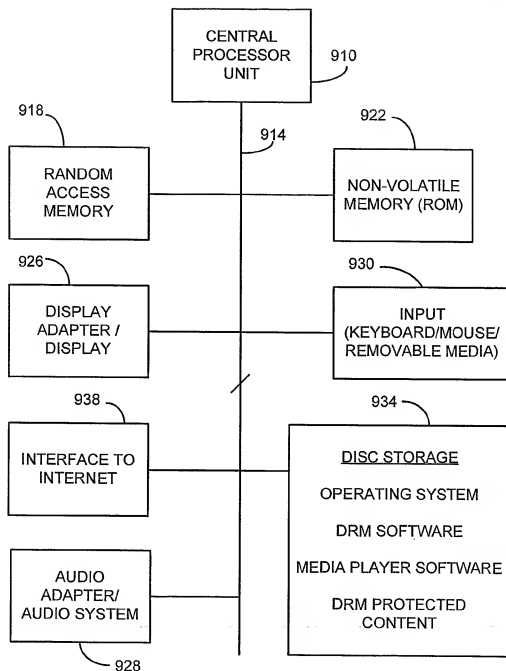 CENTRAL
PROCESSOR
UNIT
910
918
914
922
RANDOM
ACCESS
MEMORY
NON-VOLATILE
MEMORY (ROM)
926
930
DISPLAY
ADAPTER /
DISPLAY
INPUT
(KEYBOARD/MOUSE/
REMOVABLE MEDIA)
938
934
INTERFACE TO
INTERNET
DISC STORAGE
OPERATING SYSTEM
DRM SOFTWARE
MEDIA PLAYER SOFTWARE
DRM PROTECTED
CONTENT
AUDIO
ADAPTER/
AUDIO SYSTEM
928